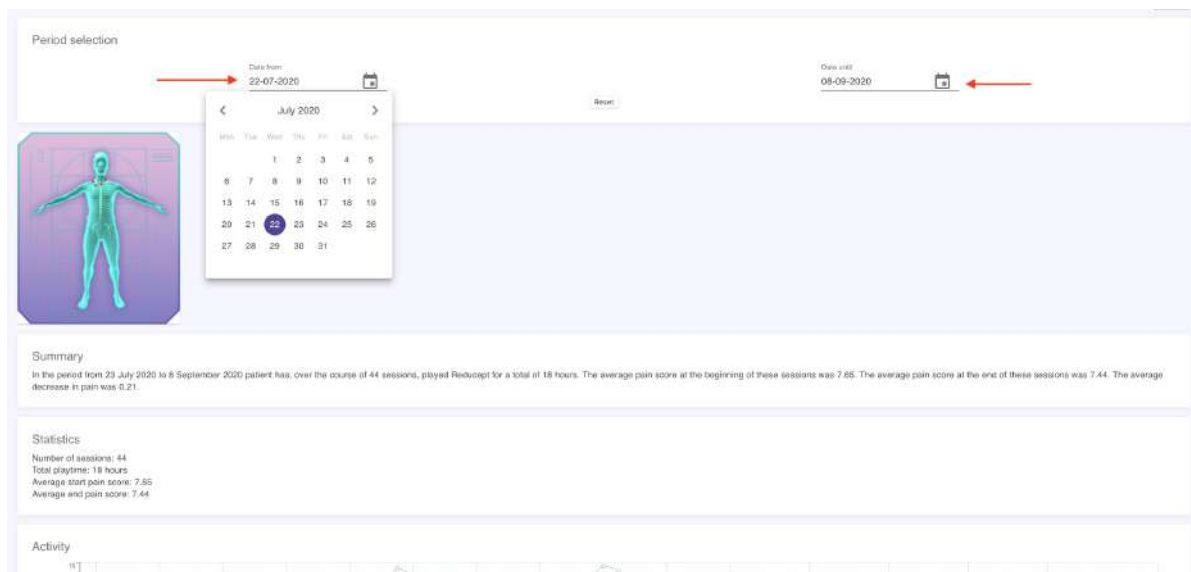 Period selection
Date from
22-07-2020
Date until
08-09-2020
Reset
July 2020
Mon Tue Wed Thu Fri Sat Sun
1 2 3 4 5
6 7 8 9 10 11 12
13 14 15 16 17 18 19
20 21 22 23 24 25 26
27 28 29 30 31
Summary
In the period from 23 July 2020 to 8 September 2020 patient has, over the course of 44 sessions, played Reducept for a total of 18 hours. The average pain score at the beginning of these sessions was 7.65. The average pain score at the end of these sessions was 7.44. The average
decrease in pain was 0.21.
Statistics
Number of sessions: 44
Total playtime: 18 hours
Average start pain score: 7.65
Average end pain score: 7.44
Activity